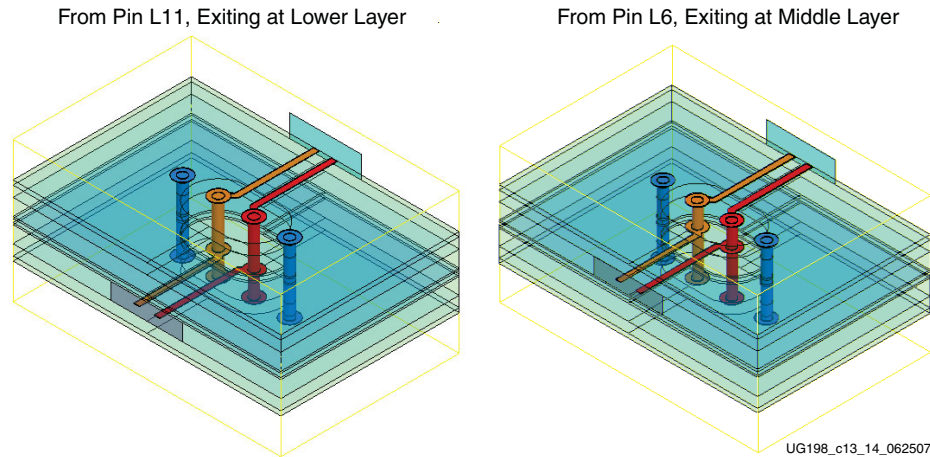 From Pin L11, Exiting at Lower Layer
From Pin L6, Exiting at Middle Layer
UG198_c13_14_062507